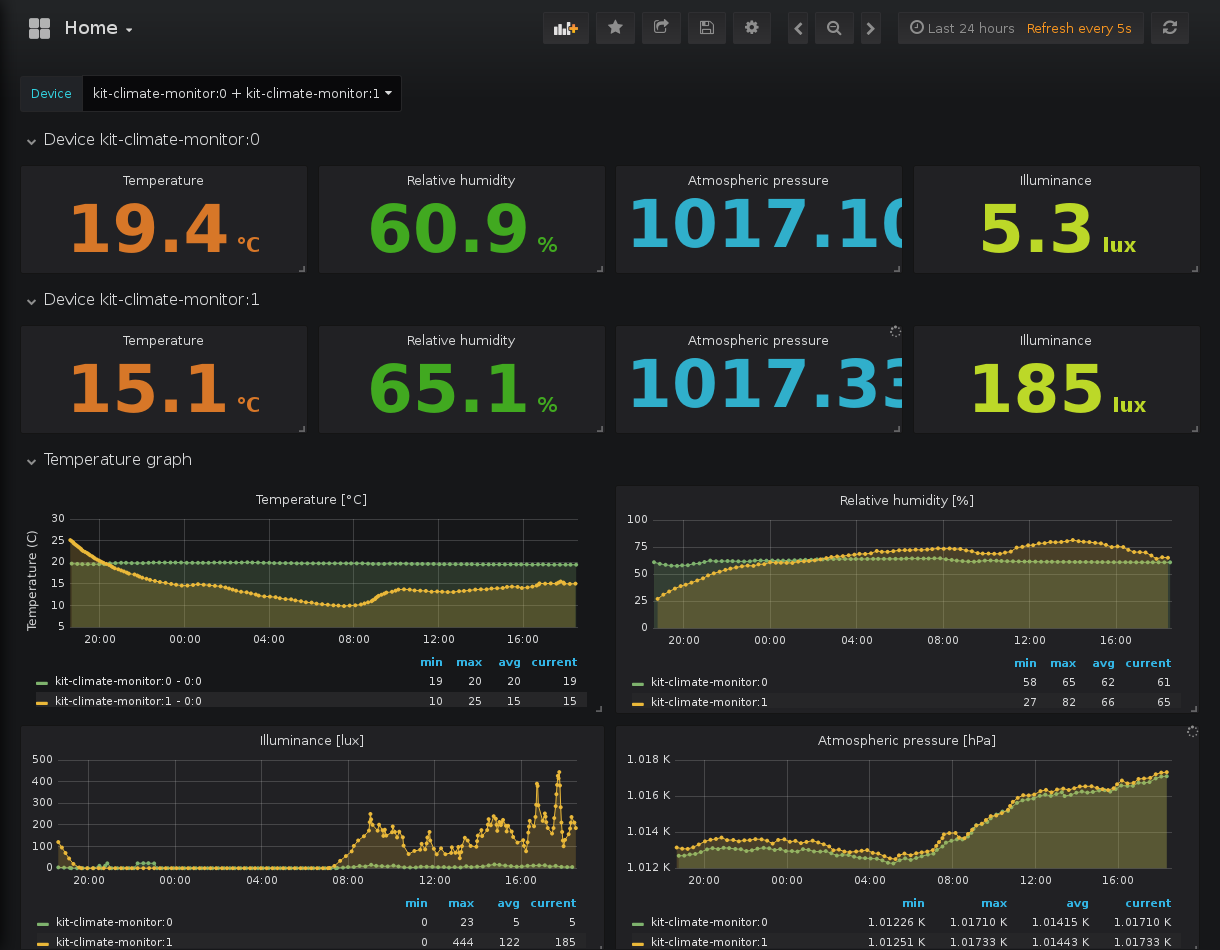 Home
Last 24 hours Refresh every 5s
Device kit-climate-monitor:0 + kit-climate-monitor:1
Device kit-climate-monitor:0
Temperature Relative humidity Atmospheric pressure Illuminance
19.4 °C 60.9 % 1017.10 5.3 lux
Device kit-climate-monitor:1
Temperature Relative humidity Atmospheric pressure Illuminance
15.1 °C 65.1 % 1017.33 185 lux
Temperature graph
Temperature [°C]
Temperature (C)
30
25
20
15
10
5
20:00 00:00 04:00 08:00 12:00 16:00
min max avg current
kit-climate-monitor:0 - 0:0 19 20 20 19
kit-climate-monitor:1 - 0:0 10 25 15 15
Relative humidity [%]
100
75
50
25
0
20:00 00:00 04:00 08:00 12:00 16:00
min max avg current
kit-climate-monitor:0 58 65 62 61
kit-climate-monitor:1 27 82 66 65
Illuminance [lux]
500
400
300
200
100
0
20:00 00:00 04:00 08:00 12:00 16:00
min max avg current
kit-climate-monitor:0 0 23 5 5
kit-climate-monitor:1 0 444 122 185
Atmospheric pressure [hPa]
1.018 K
1.016 K
1.014 K
1.012 K
20:00 00:00 04:00 08:00 12:00 16:00
min max avg current
kit-climate-monitor:0 1.01226 K 1.01710 K 1.01415 K 1.01710 K
kit-climate-monitor:1 1.01251 K 1.01733 K 1.01443 K 1.01733 K